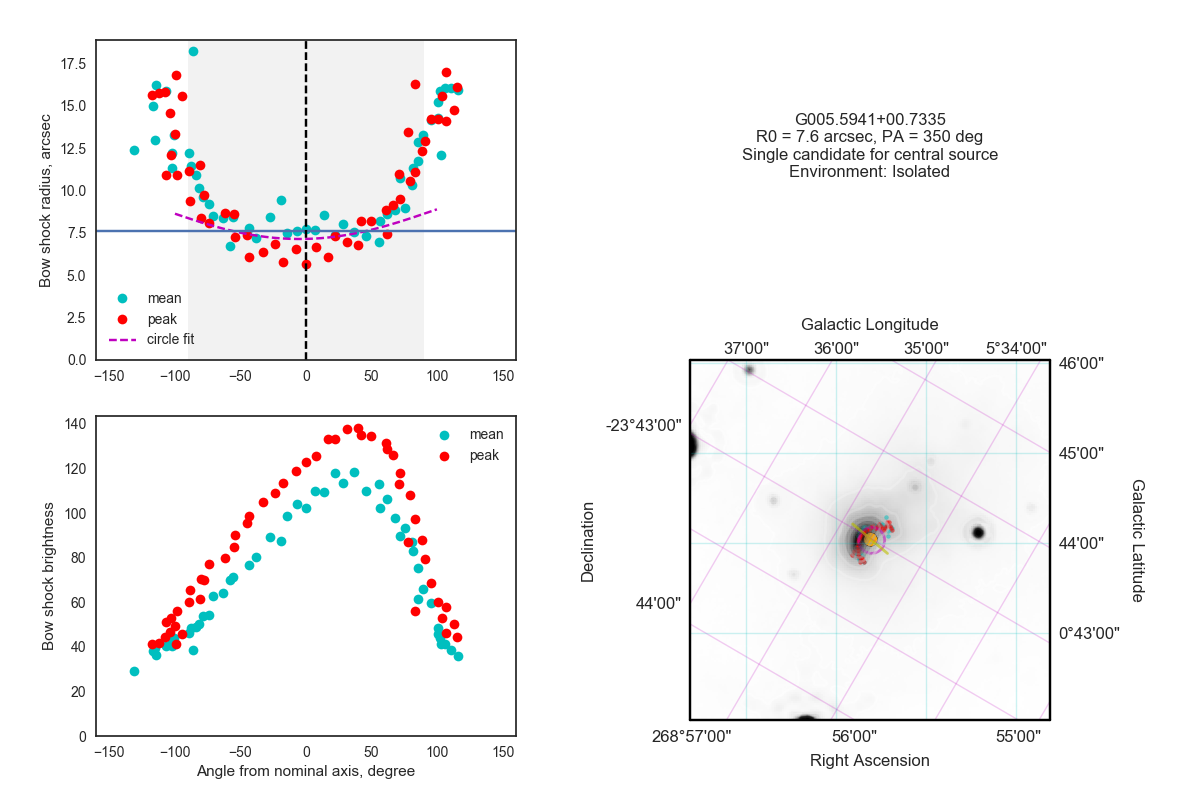 17.5
15.0
12.5
10.0
7.5
5.0
2.5
0.0
Bow shock radius, arcsec
mean
peak
circle fit
−150 −100 −50 0 50 100 150
140
120
100
80
60
40
20
0
Bow shock brightness
mean
peak
−150 −100 −50 0 50 100 150
Angle from nominal axis, degree
G005.5941+00.7335
R0 = 7.6 arcsec, PA = 350 deg
Single candidate for central source
Environment: Isolated
Galactic Longitude
37'00" 36'00" 35'00" 5°34'00"
46'00"
45'00"
44'00"
0°43'00"
Galactic Latitude
-23°43'00"
44'00"
Declination
268°57'00" 56'00" 55'00"
Right Ascension